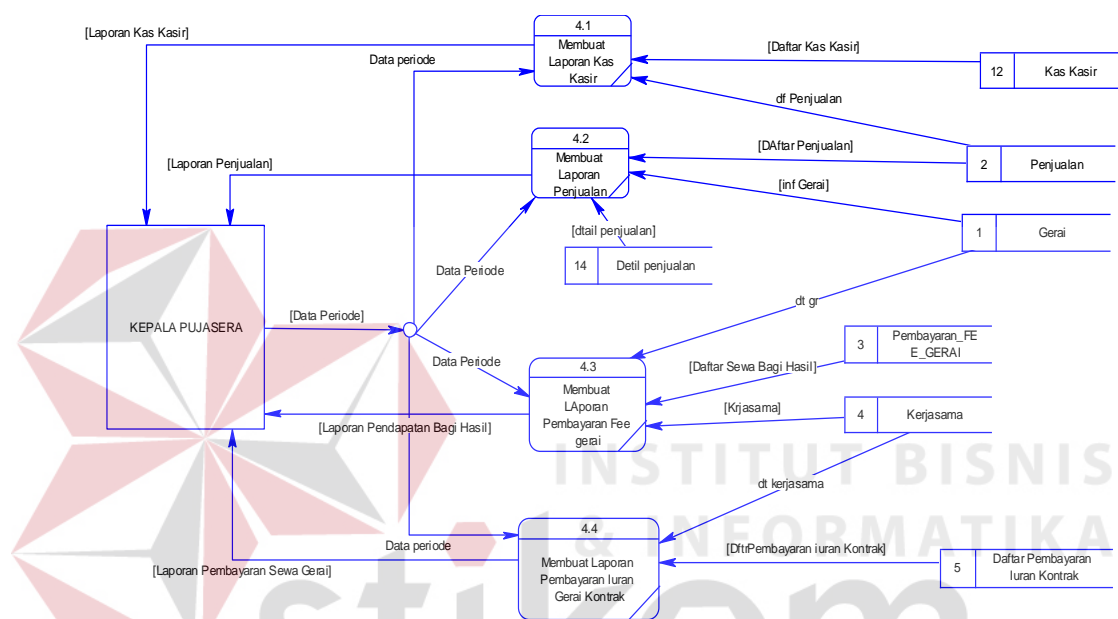 [Laporan Kas Kasir]
Data periode
4.1
Membuat
Laporan Kas
Kasir
[Daftar Kas Kasir]
12 Kas Kasir
df Penjualan
[Laporan Penjualan]
4.2
Membuat
Laporan
Penjualan
[DAftar Penjualan]
2 Penjualan
[inf Gerai]
1 Gerai
[dtail penjualan]
14 Detil penjualan
Data Periode
KEPALA PUJASERA
[Data Periode]
dt gr
Data Periode
4.3
Membuat
LAporan
Pembayaran Fee
gerai
[Daftar Sewa Bagi Hasil]
3 Pembayaran_FE
E_GERAI
[Krjasama]
4 Kerjasama
[Laporan Pendapatan Bagi Hasil]
dt kerjasama
4.4
Membuat Laporan
Pembayaran Iuran
Gerai Kontrak
Data periode
[Laporan Pembayaran Sewa Gerai]
[DftrPembayaran iuran Kontrak]
5 Daftar Pembayaran
Iuran Kontrak
INSTITUT BISNIS
& INFORMATIKA
stikom